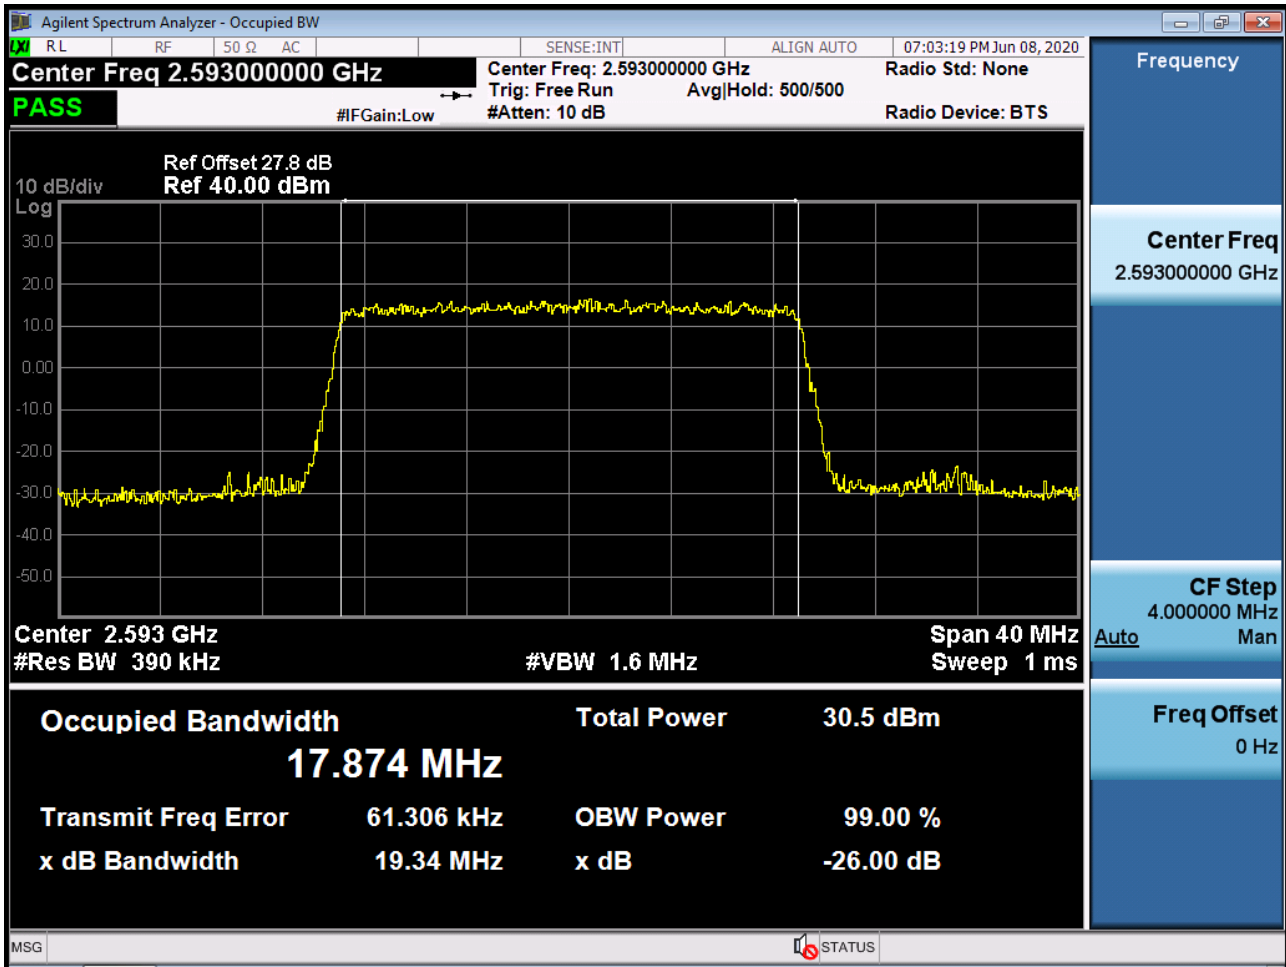 Agilent Spectrum Analyzer - Occupied BW
LXI RL RF 50 Ω AC SENSE:INT ALIGN AUTO 07:03:19 PM Jun 08, 2020
Center Freq 2.593000000 GHz
PASS
#IFGain:Low
Center Freq: 2.593000000 GHz
Trig: Free Run Avg|Hold: 500/500
#Atten: 10 dB
Radio Std: None
Radio Device: BTS
Ref Offset 27.8 dB
10 dB/div Ref 40.00 dBm
Log
30.0
20.0
10.0
0.00
-10.0
-20.0
-30.0
-40.0
-50.0
Center 2.593 GHz Span 40 MHz
#Res BW 390 kHz #VBW 1.6 MHz Sweep 1 ms
Occupied Bandwidth Total Power 30.5 dBm
17.874 MHz
Transmit Freq Error 61.306 kHz OBW Power 99.00 %
x dB Bandwidth 19.34 MHz x dB -26.00 dB
MSG STATUS
Frequency
Center Freq
2.593000000 GHz
CF Step
4.000000 MHz
Auto Man
Freq Offset
0 Hz